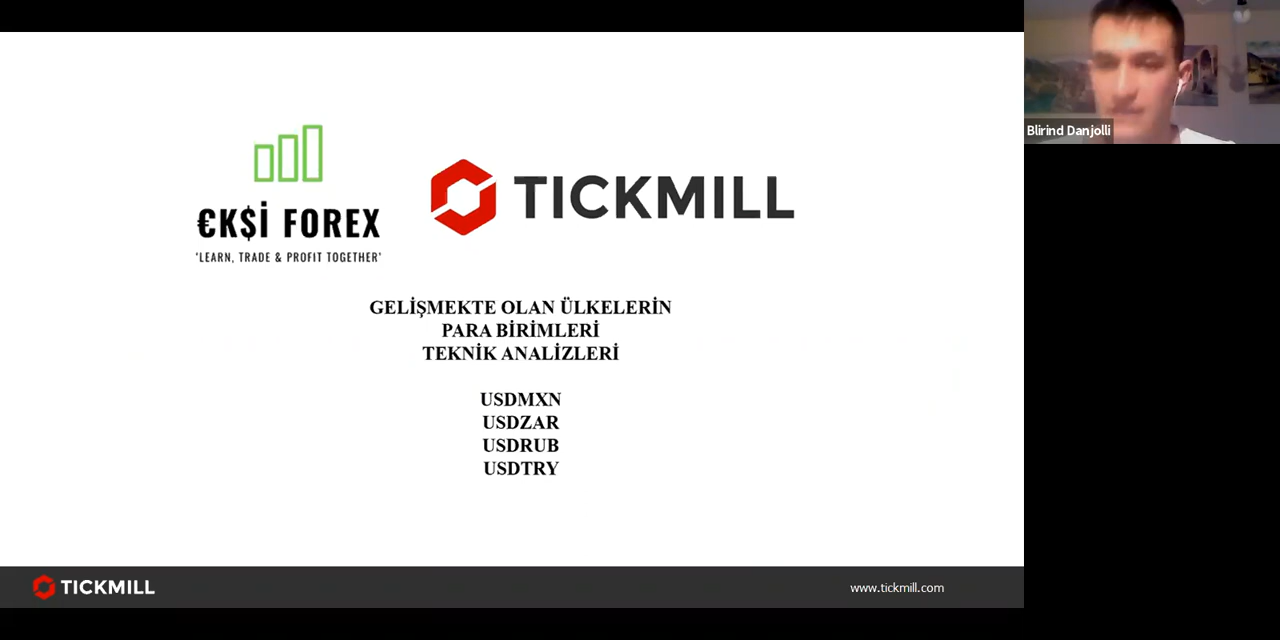 €K$İ FOREX
'LEARN, TRADE & PROFIT TOGETHER'
TICKMILL
GELİŞMEKTE OLAN ÜLKELERİN
PARA BİRİMLERİ
TEKNİK ANALİZLERİ
USDMXN
USDZAR
USDRUB
USDTRY
TICKMILL
www.tickmill.com
Blirind Danjolli